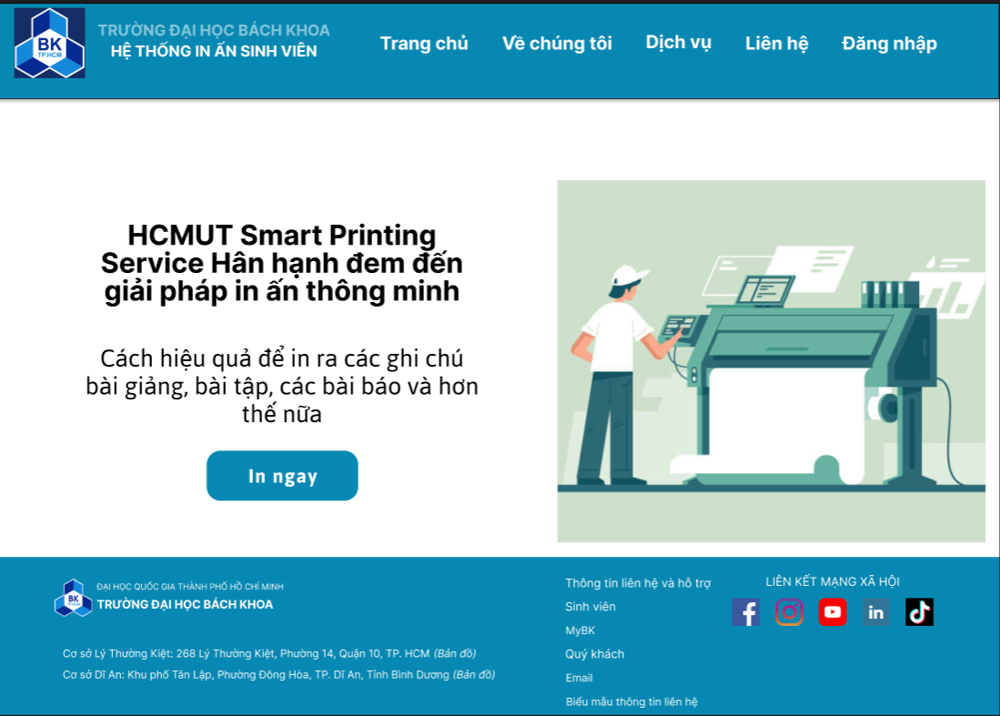 BK
TP.HCM
TRƯỜNG ĐẠI HỌC BÁCH KHOA
HỆ THỐNG IN ẤN SINH VIÊN
Trang chủ
Về chúng tôi
Dịch vụ
Liên hệ
Đăng nhập
HCMUT Smart Printing
Service Hân hạnh đem đến
giải pháp in ấn thông minh
Cách hiệu quả để in ra các ghi chú
bài giảng, bài tập, các bài báo và hơn
thế nữa
In ngay
BK
TP.HCM
ĐẠI HỌC QUỐC GIA THÀNH PHỐ HỒ CHÍ MINH
TRƯỜNG ĐẠI HỌC BÁCH KHOA
Cơ sở Lý Thường Kiệt: 268 Lý Thường Kiệt, Phường 14, Quận 10, TP. HCM (Bản đồ)
Cơ sở Dĩ An: Khu phố Tân Lập, Phường Đông Hòa, TP. Dĩ An, Tỉnh Bình Dương (Bản đồ)
Thông tin liên hệ và hỗ trợ
Sinh viên
MyBK
Quý khách
Email
Biểu mẫu thông tin liên hệ
LIÊN KẾT MẠNG XÃ HỘI
in